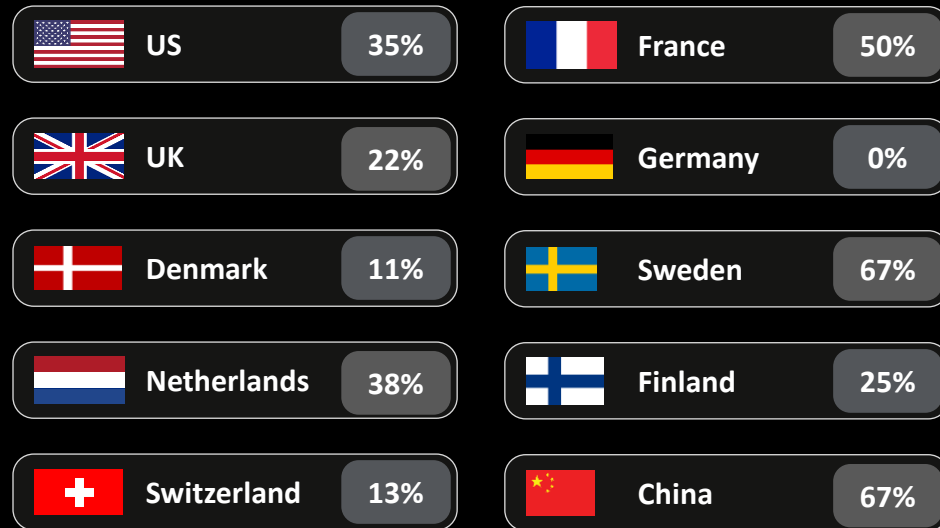 US 35%
France 50%
UK 22%
Germany 0%
Denmark 11%
Sweden 67%
Netherlands 38%
Finland 25%
Switzerland 13%
China 67%